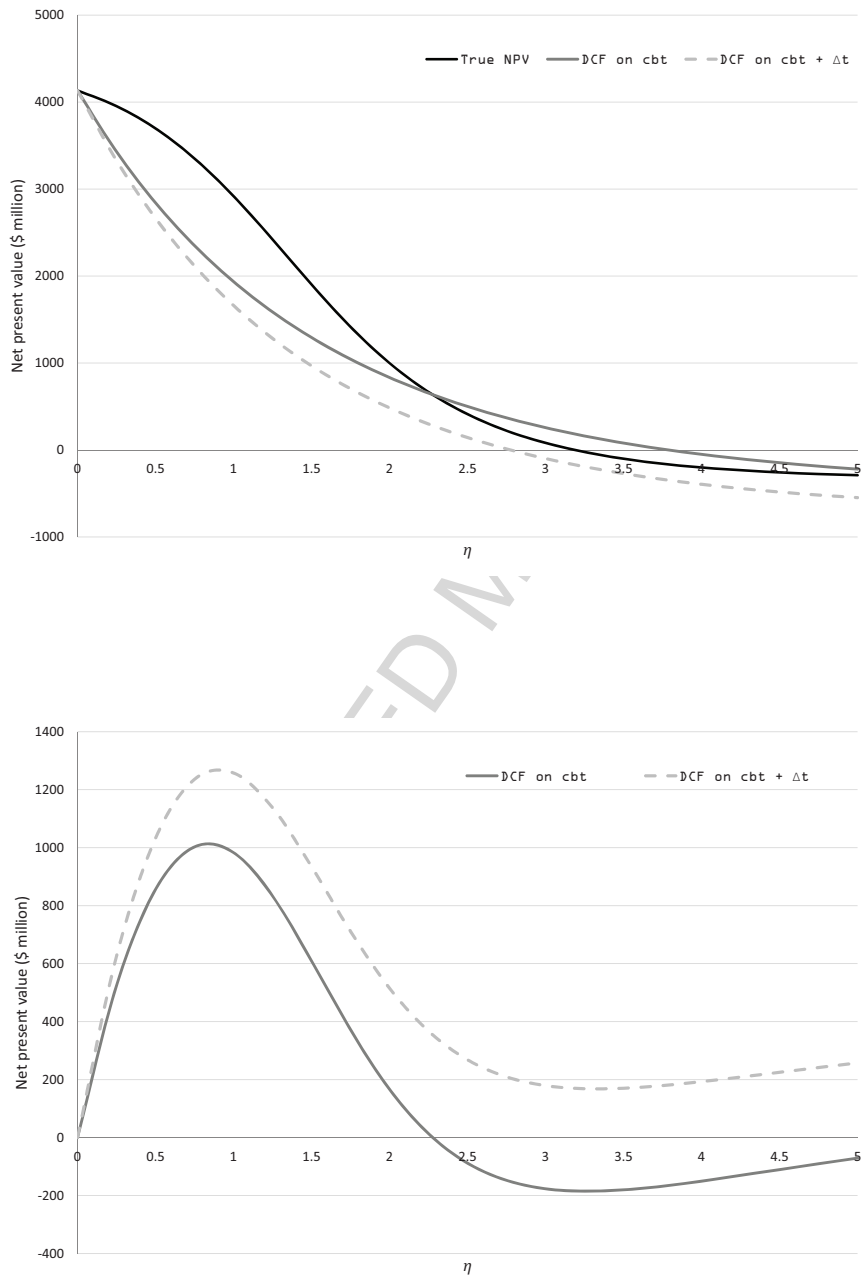 5000
True NPV DCF on cbt DCF on cbt + Δt
4000
3000
2000
1000
0
-1000
Net present value ($ million)
0 0.5 1 1.5 2 2.5 3 3.5 4 4.5 5
η
ED M
1400
DCF on cbt DCF on cbt + Δt
1200
1000
800
600
400
200
0
-200
-400
Net present value ($ million)
0 0.5 1 1.5 2 2.5 3 3.5 4 4.5 5
η